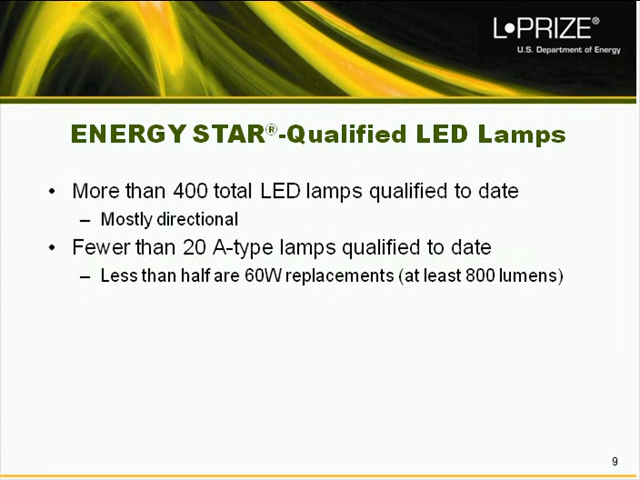 L•PRIZE®
U.S. Department of Energy
ENERGY STAR®-Qualified LED Lamps
• More than 400 total LED lamps qualified to date
– Mostly directional
• Fewer than 20 A-type lamps qualified to date
– Less than half are 60W replacements (at least 800 lumens)
9